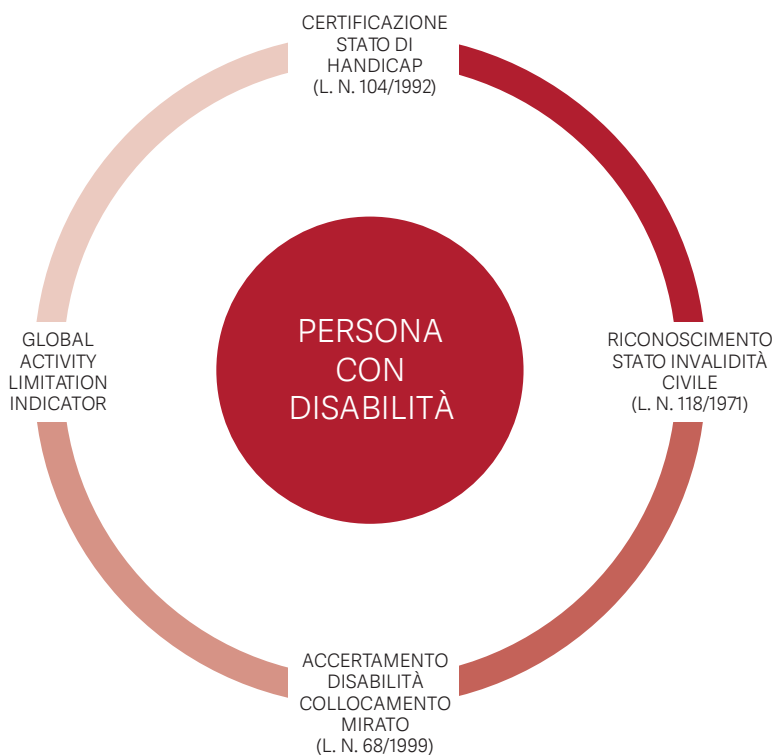 CERTIFICAZIONE
STATO DI
HANDICAP
(L. N. 104/1992)
PERSONA
CON
DISABILITÀ
GLOBAL
ACTIVITY
LIMITATION
INDICATOR
RICONOSCIMENTO
STATO INVALIDITÀ
CIVILE
(L. N. 118/1971)
ACCERTAMENTO
DISABILITÀ
COLLOCAMENTO
MIRATO
(L. N. 68/1999)